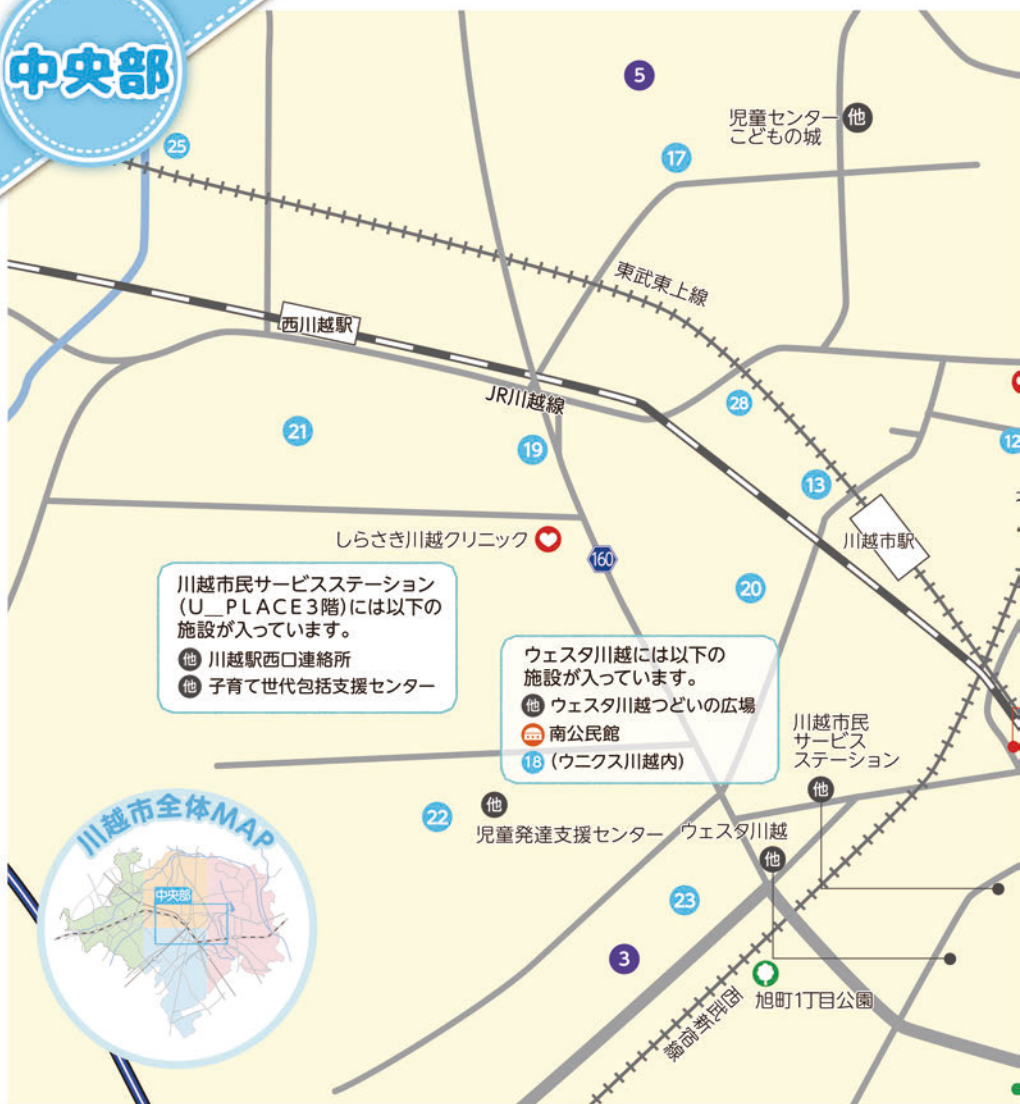 中央部
5
児童センター
こどもの城
他
25
17
東武東上線
西川越駅
JR川越線
28
21
19
12
13
川越市駅
しらさき川越クリニック
160
20
川越市民サービスステーション
(U__PLACE3階)には以下の
施設が入っています。
他 川越駅西口連絡所
他 子育て世代包括支援センター
ウェスタ川越には以下の
施設が入っています。
他 ウェスタ川越つどいの広場
南公民館
18 (ウニクス川越内)
川越市民
サービス
ステーション
他
22
他
児童発達支援センター
ウェスタ川越
他
川越市全体MAP
中央部
23
3
旭町1丁目公園
西武新宿線